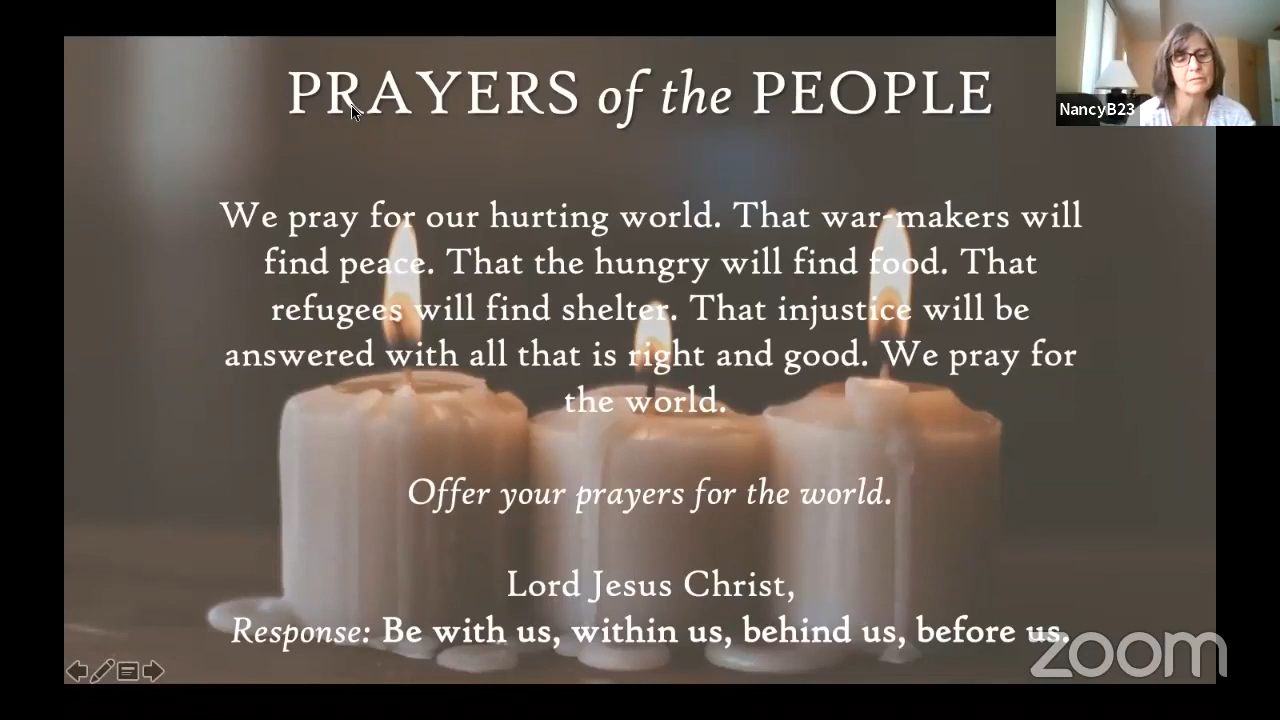 PRAYERS of the PEOPLE
NancyB23
We pray for our hurting world. That war-makers will
find peace. That the hungry will find food. That
refugees will find shelter. That injustice will be
answered with all that is right and good. We pray for
the world.
Offer your prayers for the world.
Lord Jesus Christ,
Response: Be with us, within us, behind us, before us.
zoom